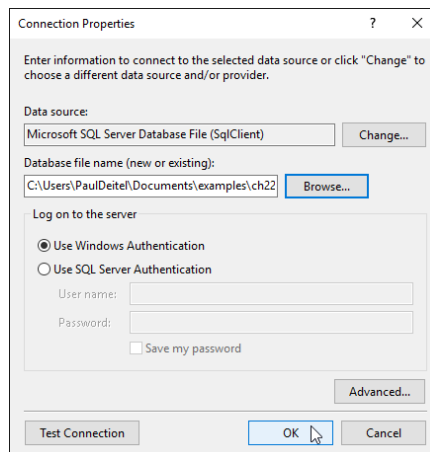 Connection Properties
?
Enter information to connect to the selected data source or click "Change" to
choose a different data source and/or provider.
Data source:
Microsoft SQL Server Database File (SqlClient)
Change...
Database file name (new or existing):
C:\Users\PaulDeitel\Documents\examples\ch22
Browse...
Log on to the server
Use Windows Authentication
Use SQL Server Authentication
User name:
Password:
Save my password
Advanced...
Test Connection
OK
Cancel